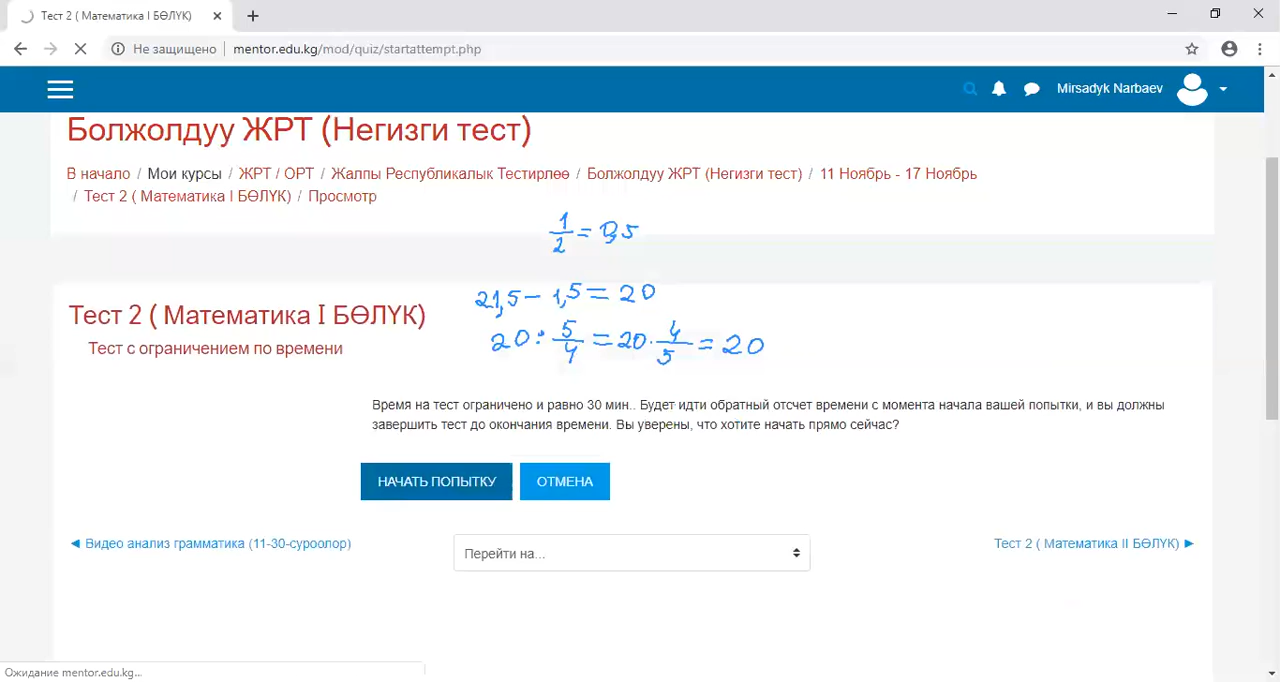 Тест 2 ( Математика I БӨЛҮК)
Не защищено mentor.edu.kg/mod/quiz/startattempt.php
Mirsadyk Narbaev
Болжолдуу ЖРТ (Негизги тест)
В начало / Мои курсы / ЖРТ / ОРТ / Жалпы Республикалык Тестирлөө / Болжолдуу ЖРТ (Негизги тест) / 11 Ноябрь - 17 Ноябрь
/ Тест 2 ( Математика I БӨЛҮК) / Просмотр
1/2 = 0,5
21,5 - 1,5 = 20
20 : 5/4 = 20 · 4/5 = 20
Тест 2 ( Математика I БӨЛҮК)
Тест с ограничением по времени
Время на тест ограничено и равно 30 мин.. Будет идти обратный отсчет времени с момента начала вашей попытки, и вы должны
завершить тест до окончания времени. Вы уверены, что хотите начать прямо сейчас?
НАЧАТЬ ПОПЫТКУ ОТМЕНА
◄ Видео анализ грамматика (11-30-суроолор)
Перейти на...
Тест 2 ( Математика II БӨЛҮК) ►
Ожидание mentor.edu.kg...